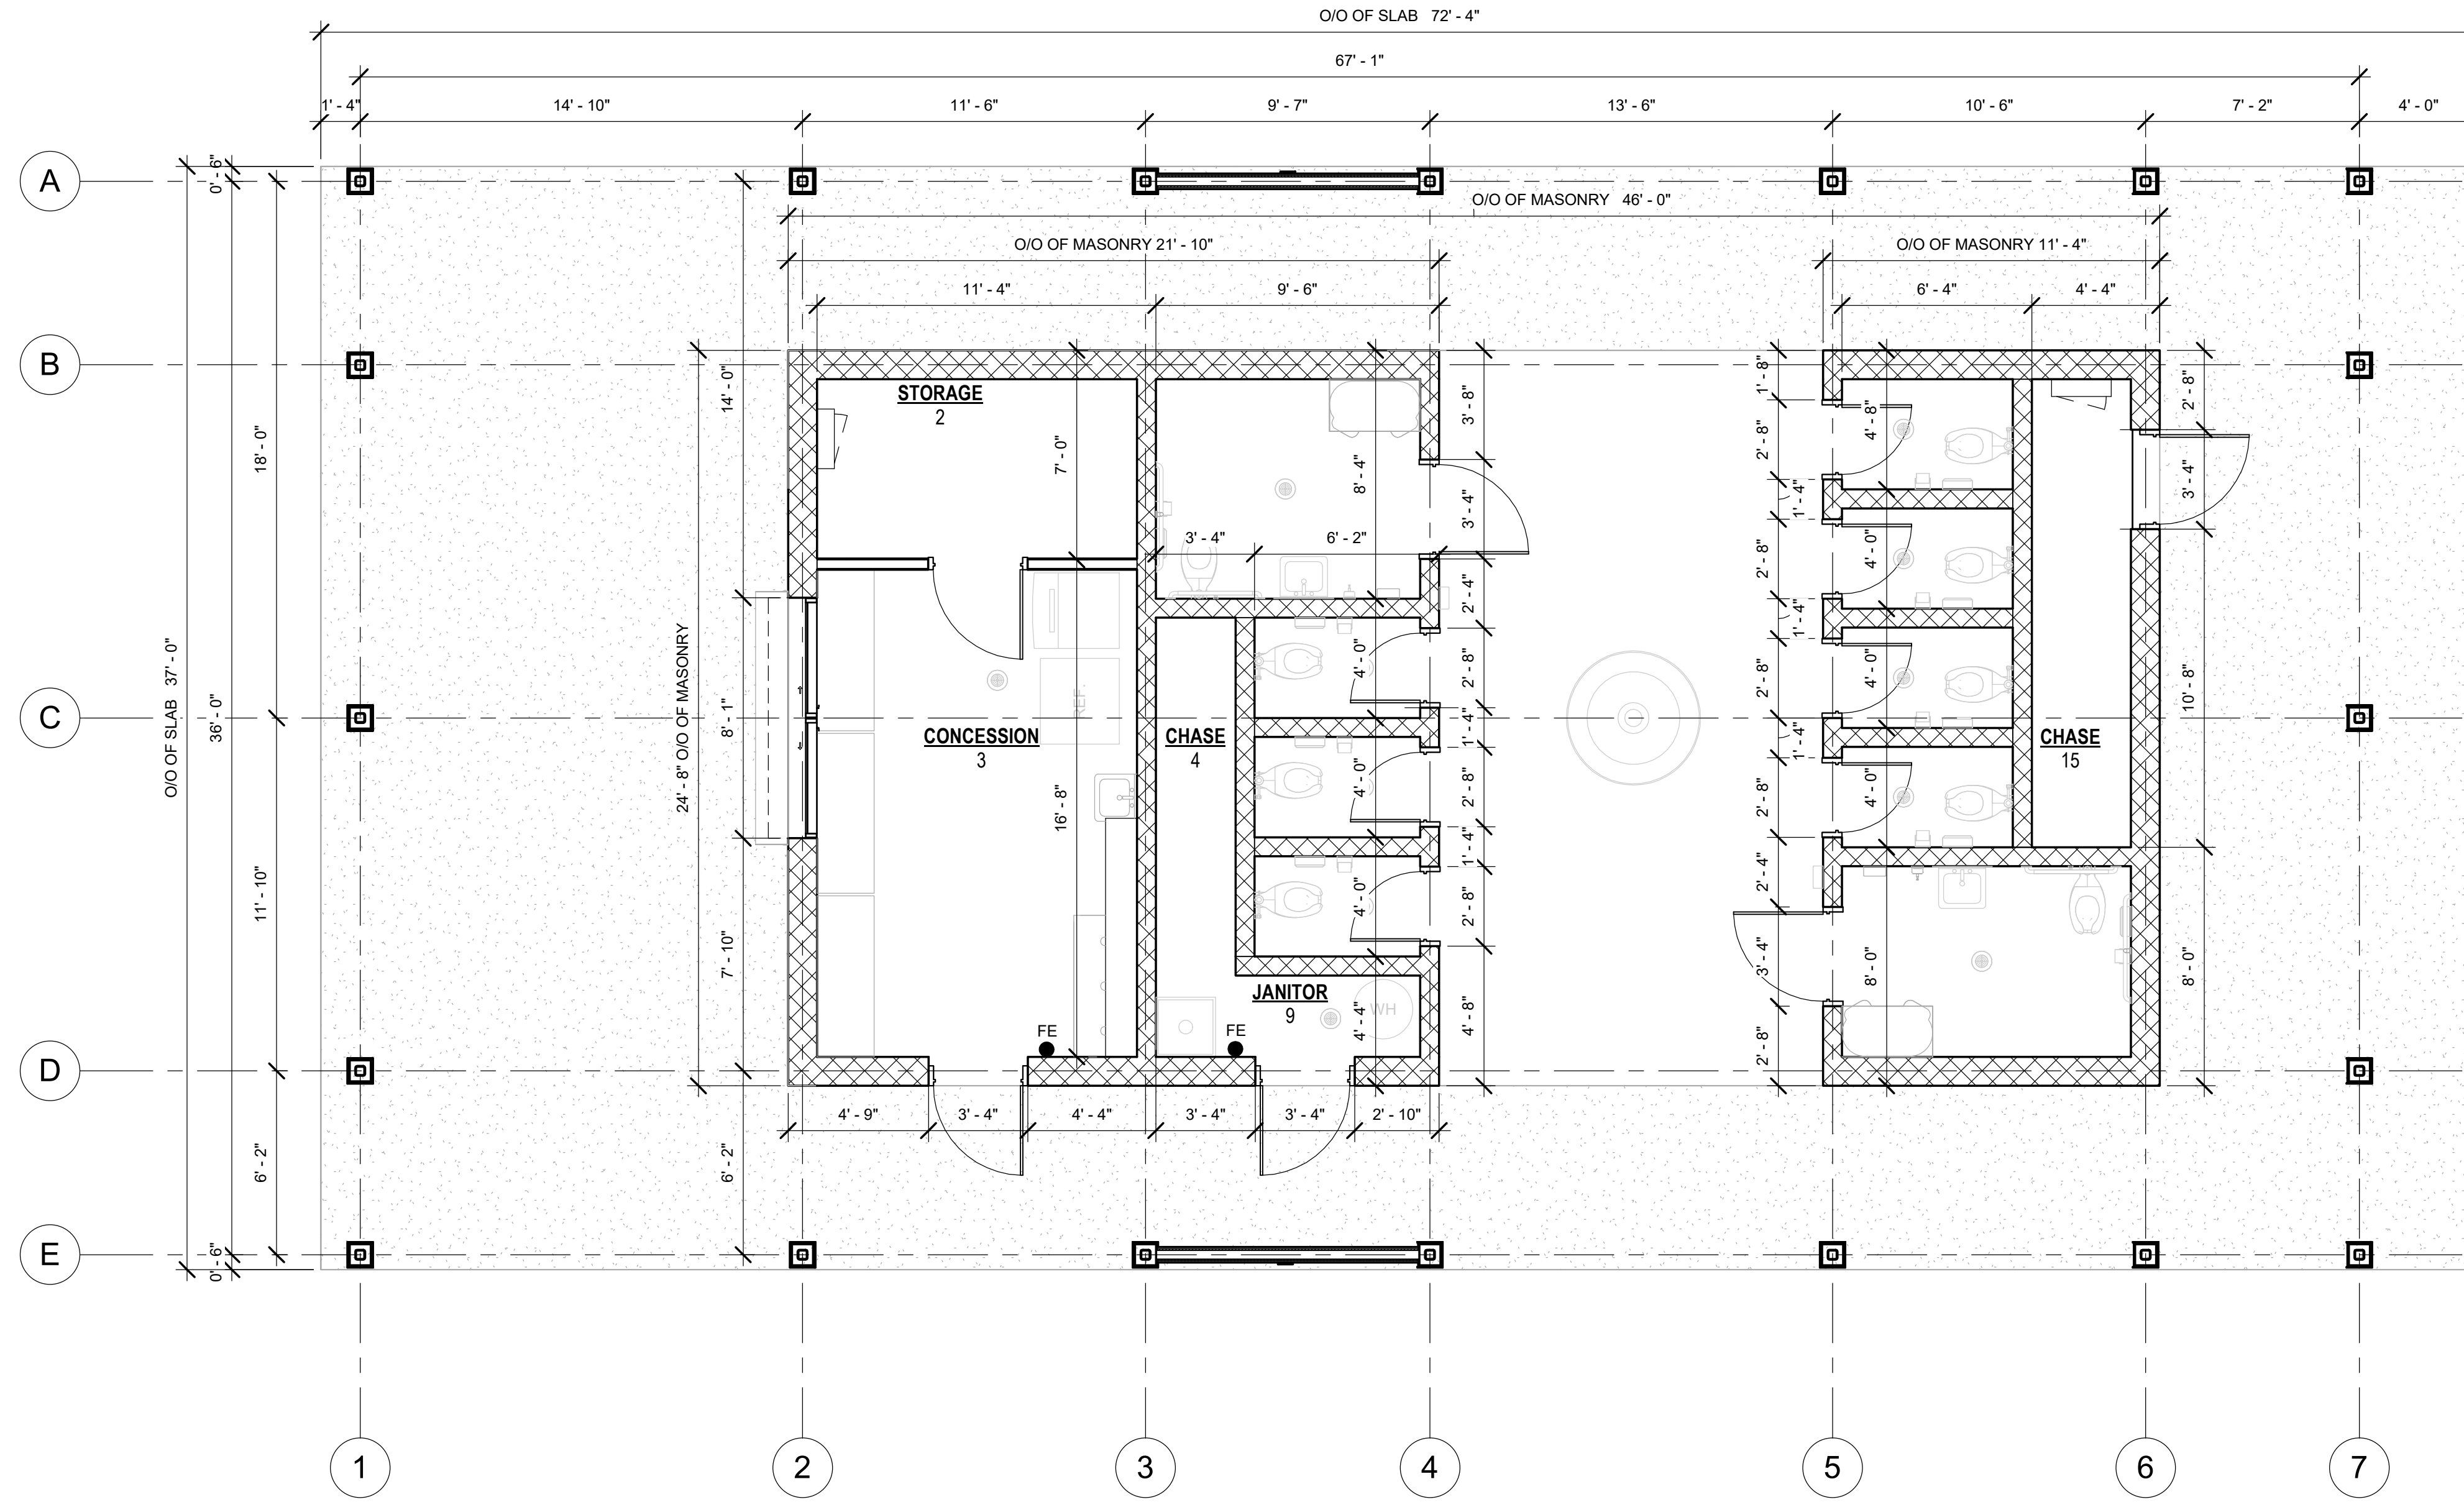 O/O OF SLAB 72' - 4"
67' - 1"
1' - 4" 14' - 10" 11' - 6" 9' - 7" 13' - 6" 10' - 6" 7' - 2" 4' - 0"
A
0' - 6"
O/O OF MASONRY 46' - 0"
O/O OF MASONRY 21' - 10" O/O OF MASONRY 11' - 4"
11' - 4" 9' - 6" 6' - 4" 4' - 4"
B
STORAGE
2
14' - 0"
18' - 0"
7' - 0"
8' - 4"
3' - 8"
3' - 4"
2' - 4"
3' - 4" 6' - 2"
1' - 8"
2' - 8"
1' - 4"
2' - 8"
1' - 4"
2' - 8"
1' - 4"
2' - 8"
2' - 4"
3' - 4"
2' - 8"
4' - 8"
4' - 0"
4' - 0"
4' - 0"
8' - 0"
2' - 8"
3' - 4"
10' - 8"
8' - 0"
O/O OF SLAB 37' - 0"
36' - 0"
24' - 8" O/O OF MASONRY
8' - 1"
C
CONCESSION
3
REF
16' - 8"
CHASE
4
CHASE
15
4' - 0"
4' - 0"
4' - 0"
4' - 4"
2' - 8"
1' - 4"
2' - 8"
1' - 4"
2' - 8"
4' - 8"
11' - 10"
7' - 10"
JANITOR
9
WH
FE FE
D
4' - 9" 3' - 4" 4' - 4" 3' - 4" 3' - 4" 2' - 10"
6' - 2"
6' - 2"
E
0' - 6"
1 2 3 4 5 6 7